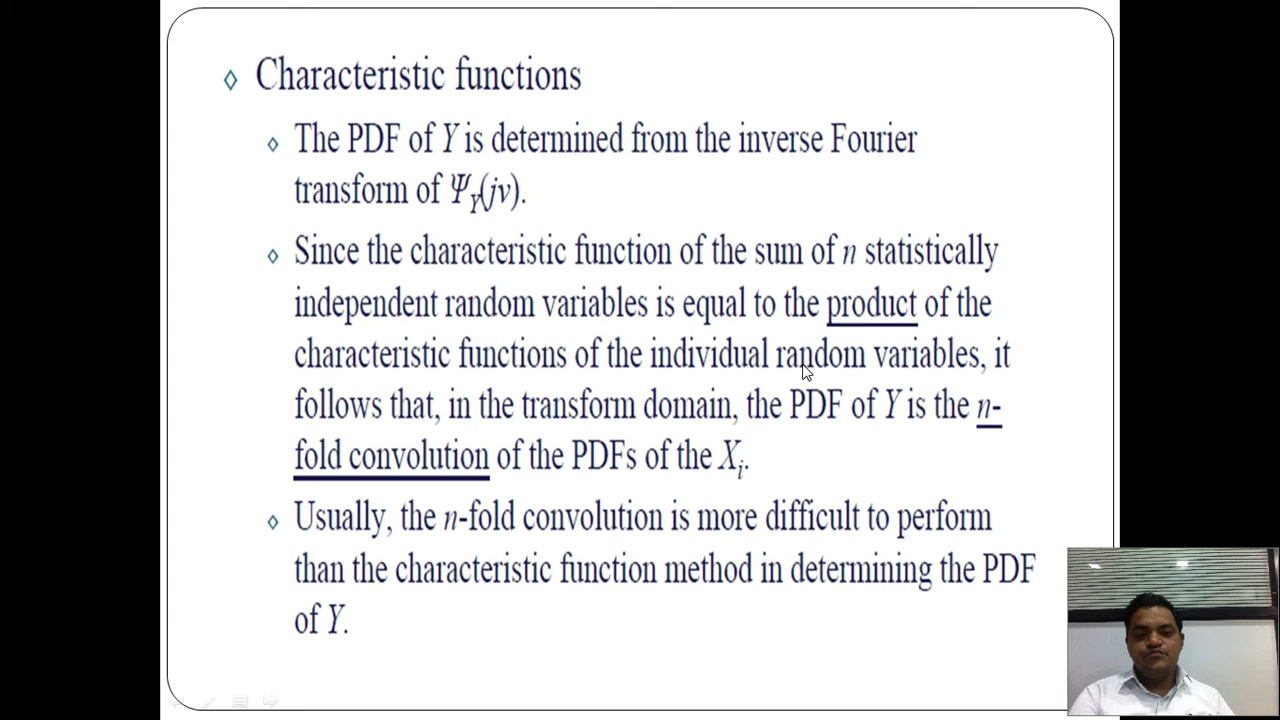 Characteristic functions
The PDF of Y is determined from the inverse Fourier
transform of Ψ_Y(jv).
Since the characteristic function of the sum of n statistically
independent random variables is equal to the product of the
characteristic functions of the individual random variables, it
follows that, in the transform domain, the PDF of Y is the n-
fold convolution of the PDFs of the X_i.
Usually, the n-fold convolution is more difficult to perform
than the characteristic function method in determining the PDF
of Y.